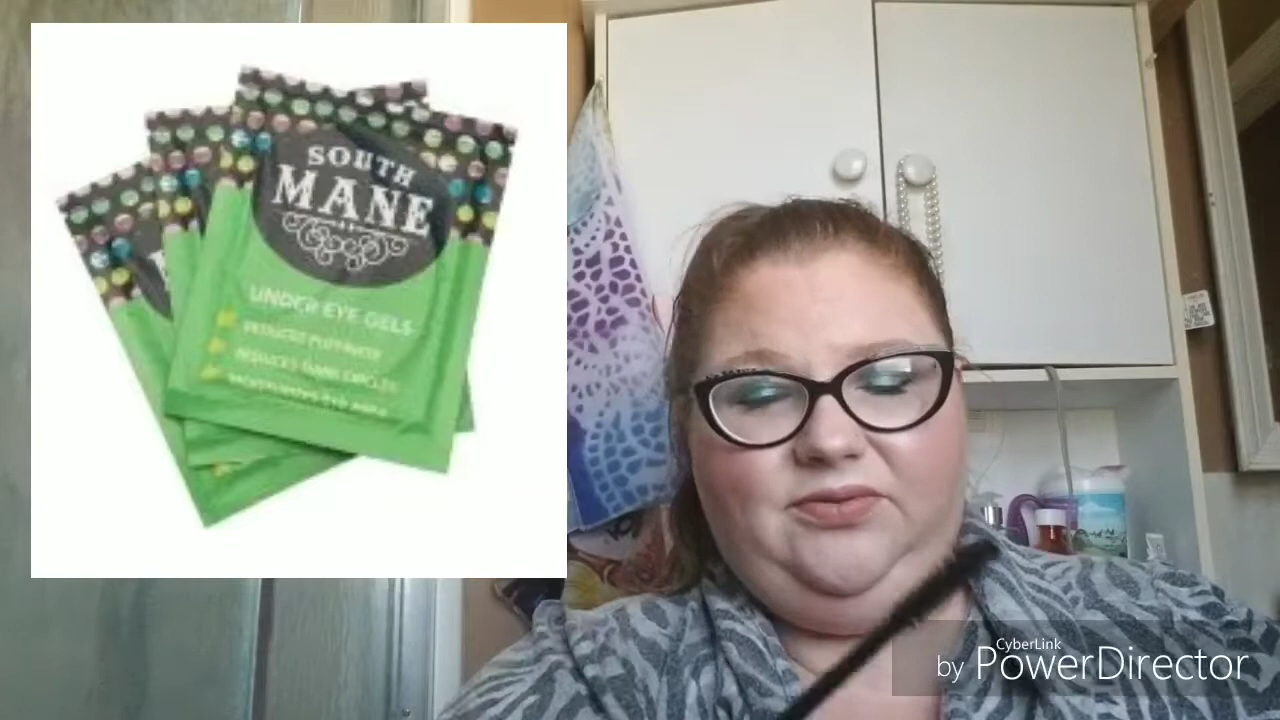 SOUTH
MANE
UNDER EYE GELS
REDUCES PUFFINESS
REDUCES DARK CIRCLES
CyberLink
by PowerDirector